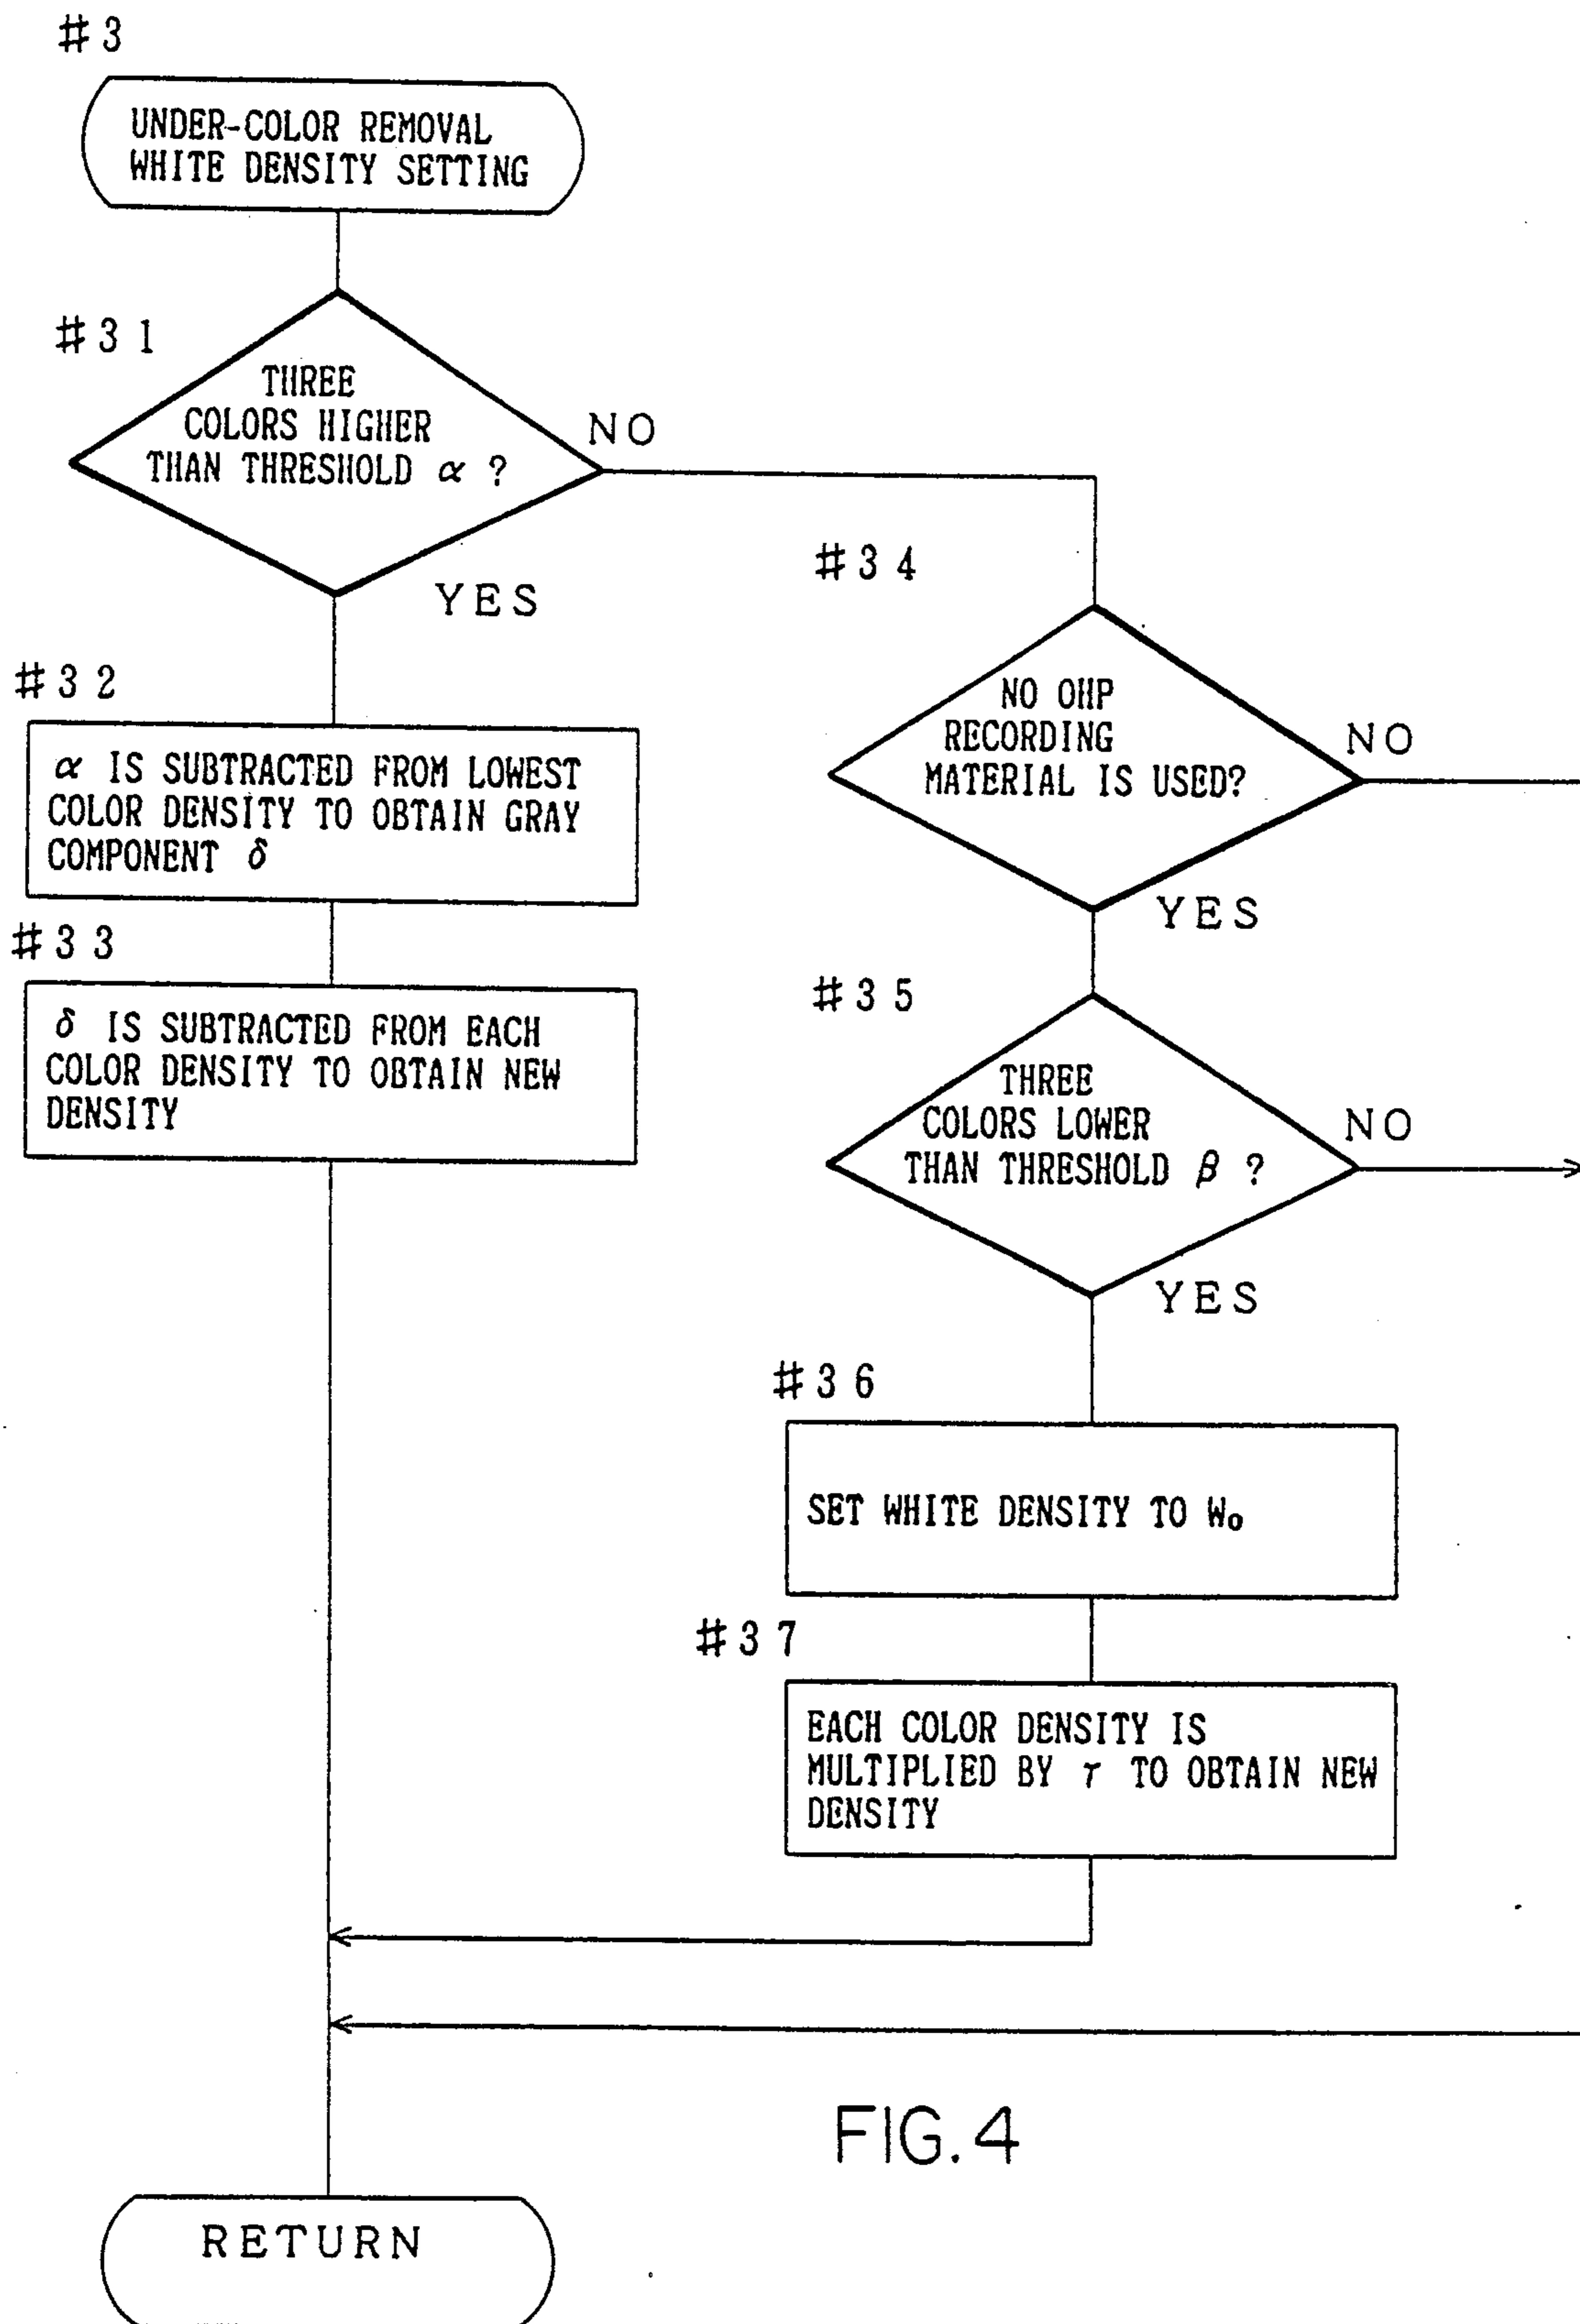 #3
UNDER-COLOR REMOVAL
WHITE DENSITY SETTING
#31
THREE
COLORS HIGHER
THAN THRESHOLD α ?
NO
YES
#32
α IS SUBTRACTED FROM LOWEST
COLOR DENSITY TO OBTAIN GRAY
COMPONENT δ
#33
δ IS SUBTRACTED FROM EACH
COLOR DENSITY TO OBTAIN NEW
DENSITY
#34
NO OHP
RECORDING
MATERIAL IS USED?
NO
YES
#35
THREE
COLORS LOWER
THAN THRESHOLD β ?
NO
YES
#36
SET WHITE DENSITY TO W₀
#37
EACH COLOR DENSITY IS
MULTIPLIED BY γ TO OBTAIN NEW
DENSITY
FIG.4
RETURN